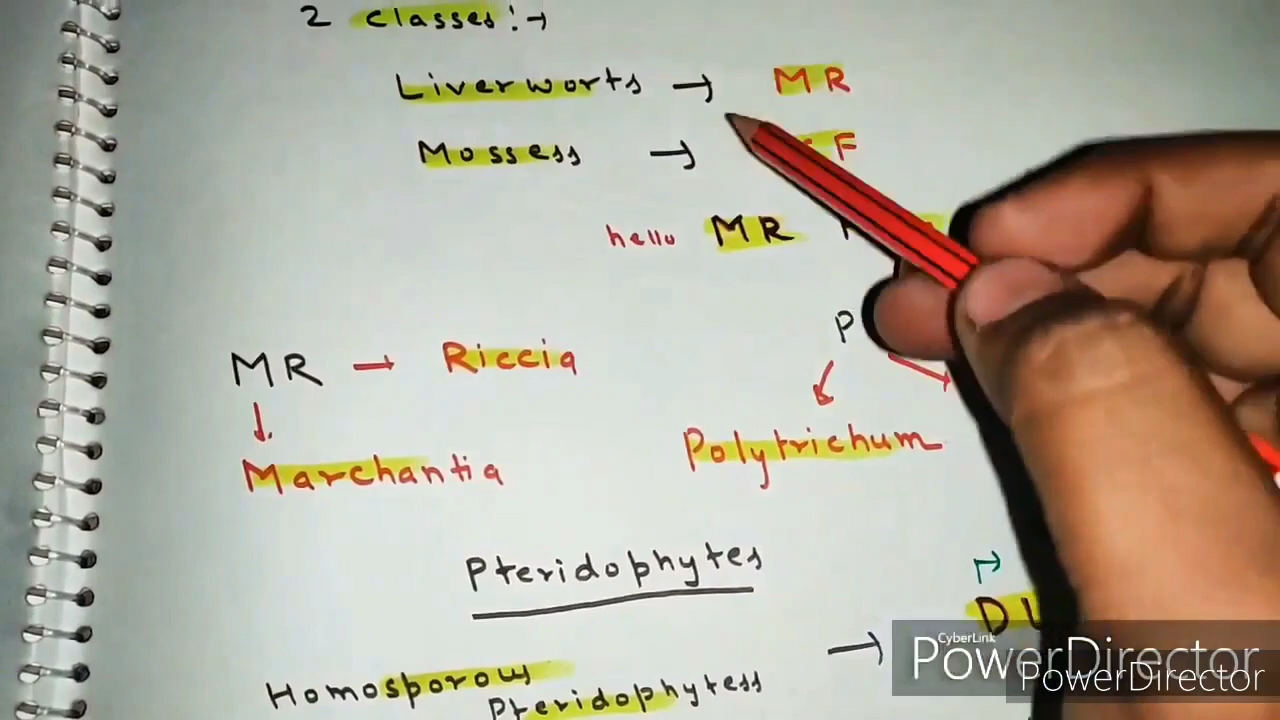 2 classes:→
Liverworts → MR
Mossess → F
hello MR
P
MR → Riccia
Marchantia
Polytrichum
Pteridophytes
D
Homosporous
Pteridophytess
CyberLink
PowerDirector
PowerDirector